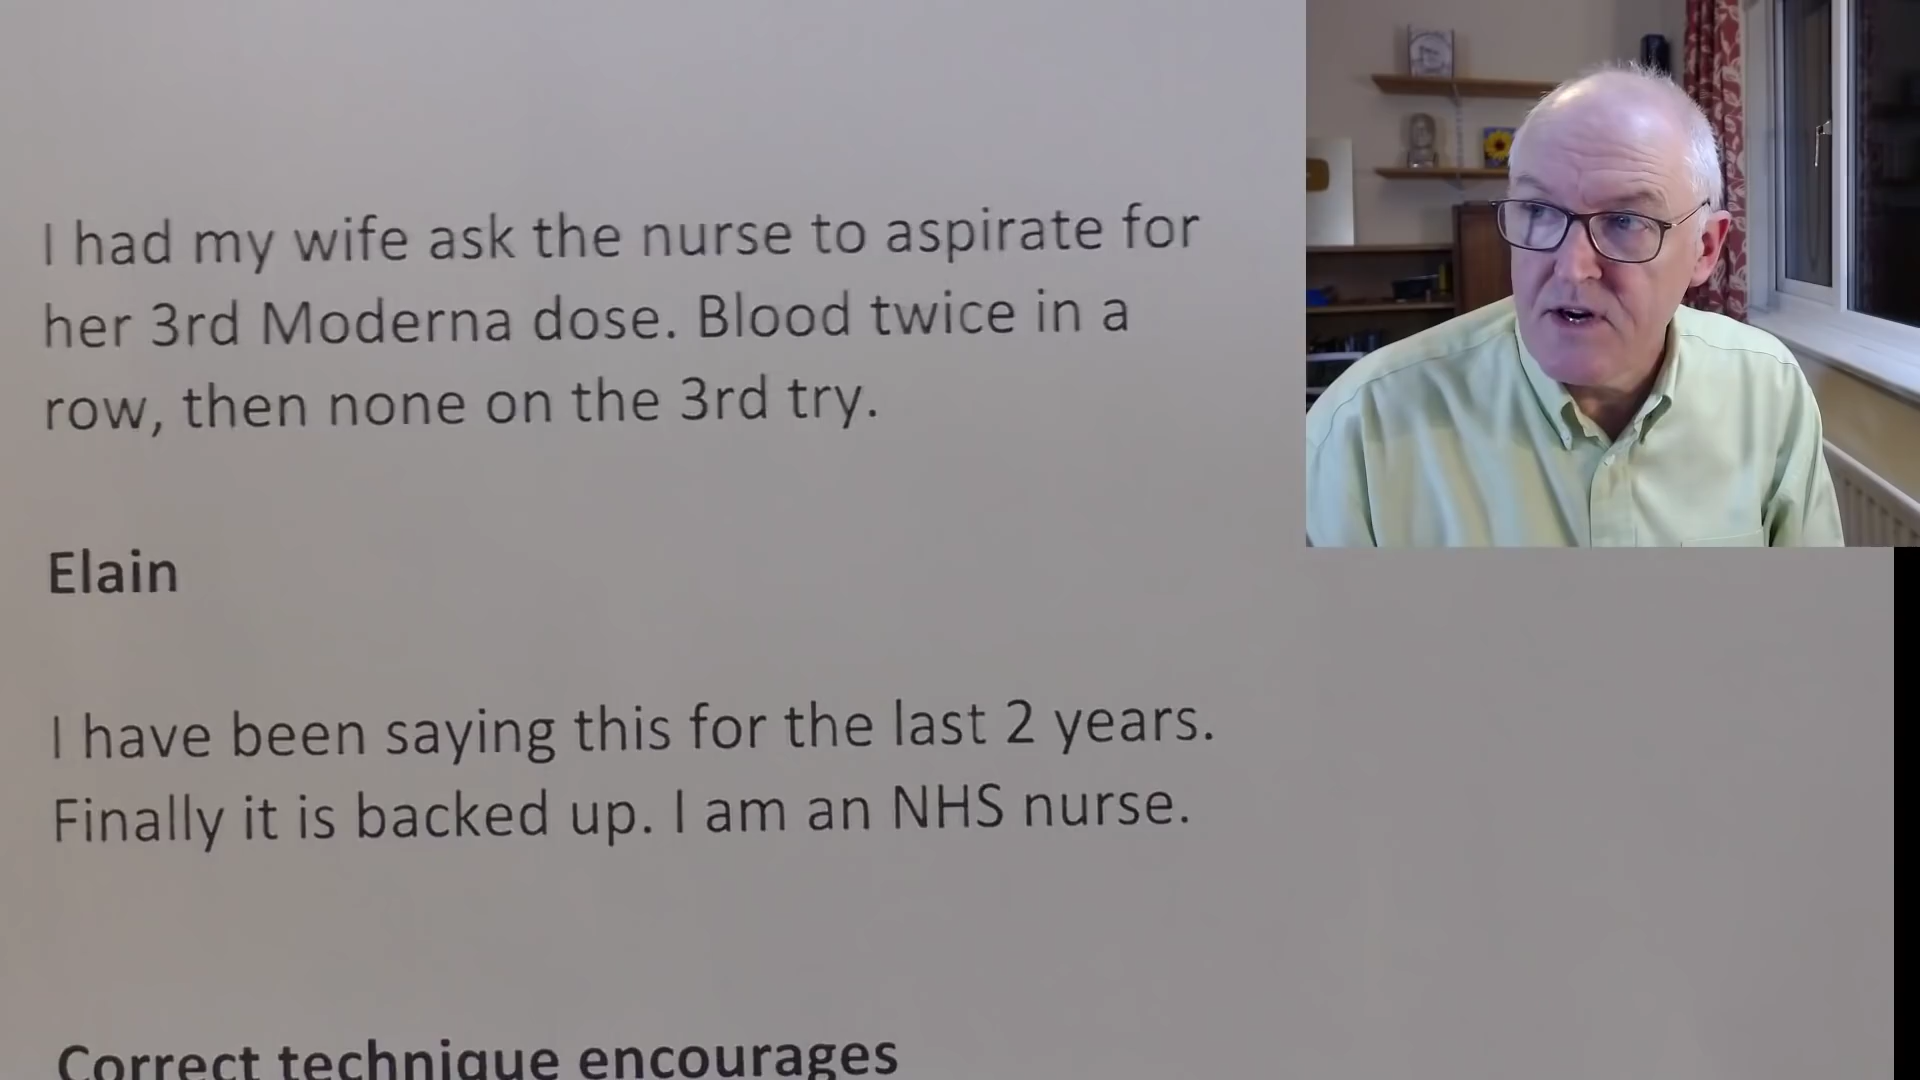 I had my wife ask the nurse to aspirate for
her 3rd Moderna dose. Blood twice in a
row, then none on the 3rd try.
Elain
I have been saying this for the last 2 years.
Finally it is backed up. I am an NHS nurse.
Correct technique encourages